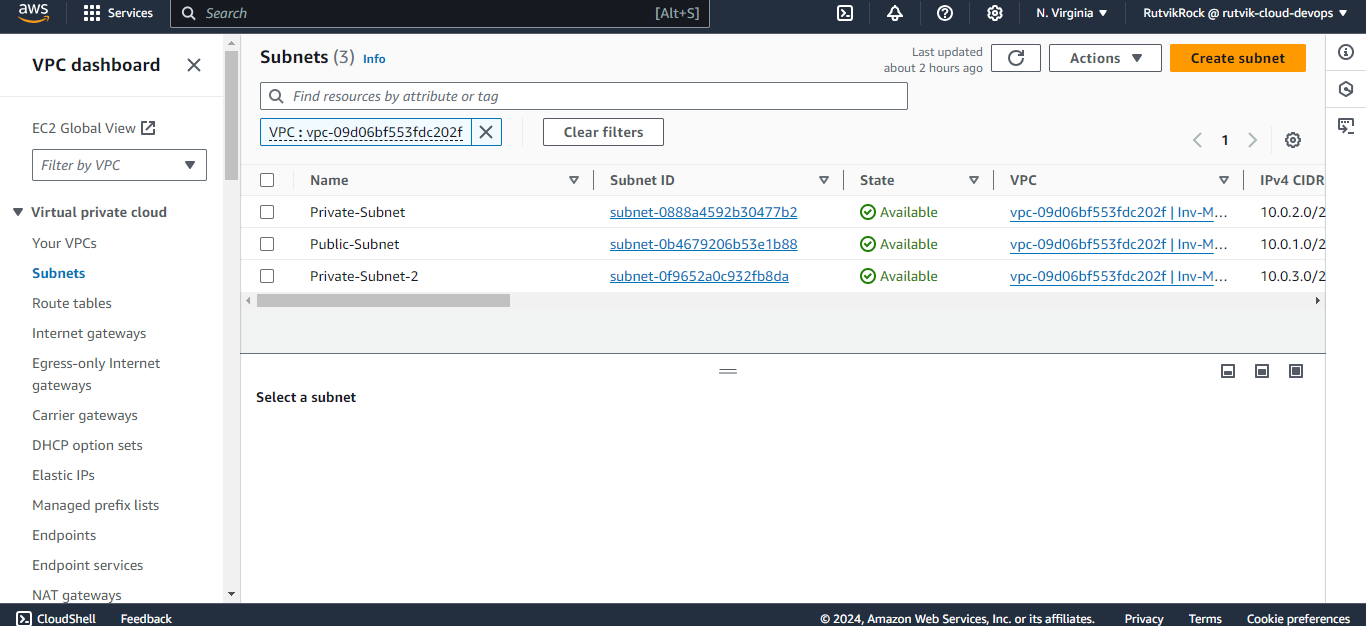 aws
Services
Search
[Alt+S]
N. Virginia
RutvikRock @ rutvik-cloud-devops
VPC dashboard
EC2 Global View
Filter by VPC
Virtual private cloud
Your VPCs
Subnets
Route tables
Internet gateways
Egress-only Internet
gateways
Carrier gateways
DHCP option sets
Elastic IPs
Managed prefix lists
Endpoints
Endpoint services
NAT gateways
Subnets (3) Info
Last updated
about 2 hours ago
Actions
Create subnet
Find resources by attribute or tag
VPC : vpc-09d06bf553fdc202f
Clear filters
1
Name Subnet ID State VPC IPv4 CIDR
Private-Subnet subnet-0888a4592b30477b2 Available vpc-09d06bf553fdc202f | Inv-M... 10.0.2.0/2
Public-Subnet subnet-0b4679206b53e1b88 Available vpc-09d06bf553fdc202f | Inv-M... 10.0.1.0/2
Private-Subnet-2 subnet-0f9652a0c932fb8da Available vpc-09d06bf553fdc202f | Inv-M... 10.0.3.0/2
Select a subnet
CloudShell
Feedback
© 2024, Amazon Web Services, Inc. or its affiliates.
Privacy
Terms
Cookie preferences